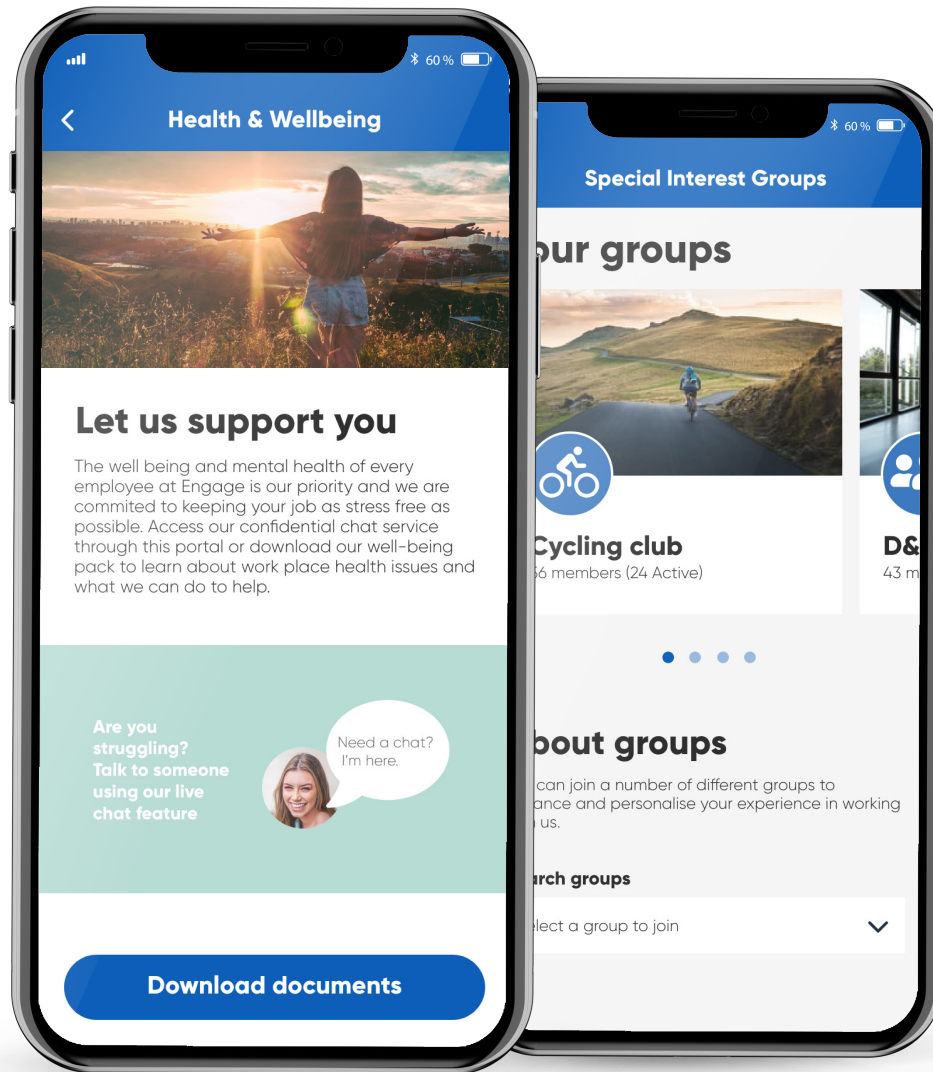 60 %
Health & Wellbeing
Let us support you
The well being and mental health of every
employee at Engage is our priority and we are
commited to keeping your job as stress free as
possible. Access our confidential chat service
through this portal or download our well-being
pack to learn about work place health issues and
what we can do to help.
Are you
struggling?
Talk to someone
using our live
chat feature
Need a chat?
I'm here.
Download documents
60 %
Special Interest Groups
groups
Cycling club
members (24 Active)
D&
43
groups
can join a number of different groups to
and personalise your experience in working
us.
groups
a group to join